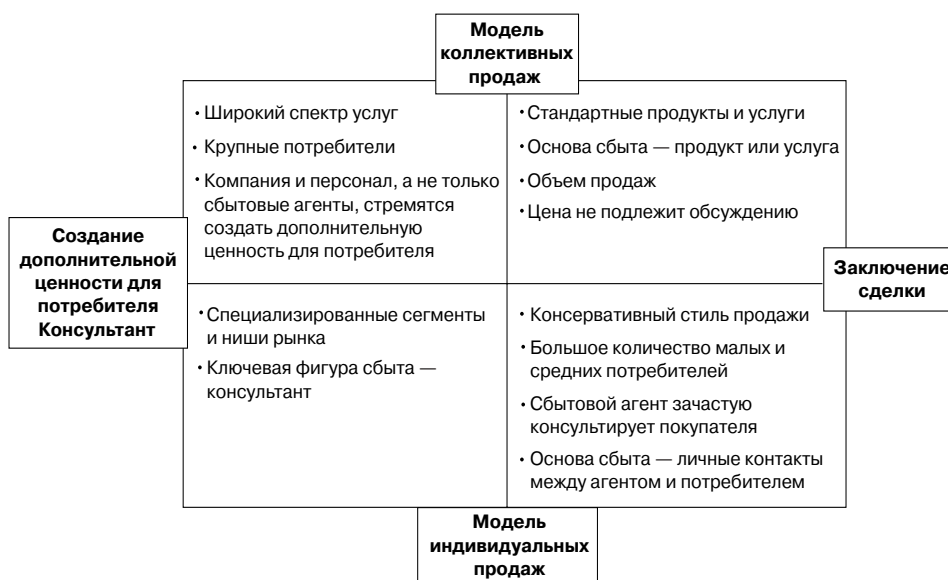 Модель
коллективных
продаж
• Широкий спектр услуг
• Крупные потребители
• Компания и персонал, а не только
сбытовые агенты, стремятся
создать дополнительную
ценность для потребителя
• Стандартные продукты и услуги
• Основа сбыта — продукт или услуга
• Объем продаж
• Цена не подлежит обсуждению
Создание
дополнительной
ценности для
потребителя
Консультант
Заключение
сделки
• Специализированные сегменты
и ниши рынка
• Ключевая фигура сбыта —
консультант
• Консервативный стиль продажи
• Большое количество малых и
средних потребителей
• Сбытовой агент зачастую
консультирует покупателя
• Основа сбыта — личные контакты
между агентом и потребителем
Модель
индивидуальных
продаж